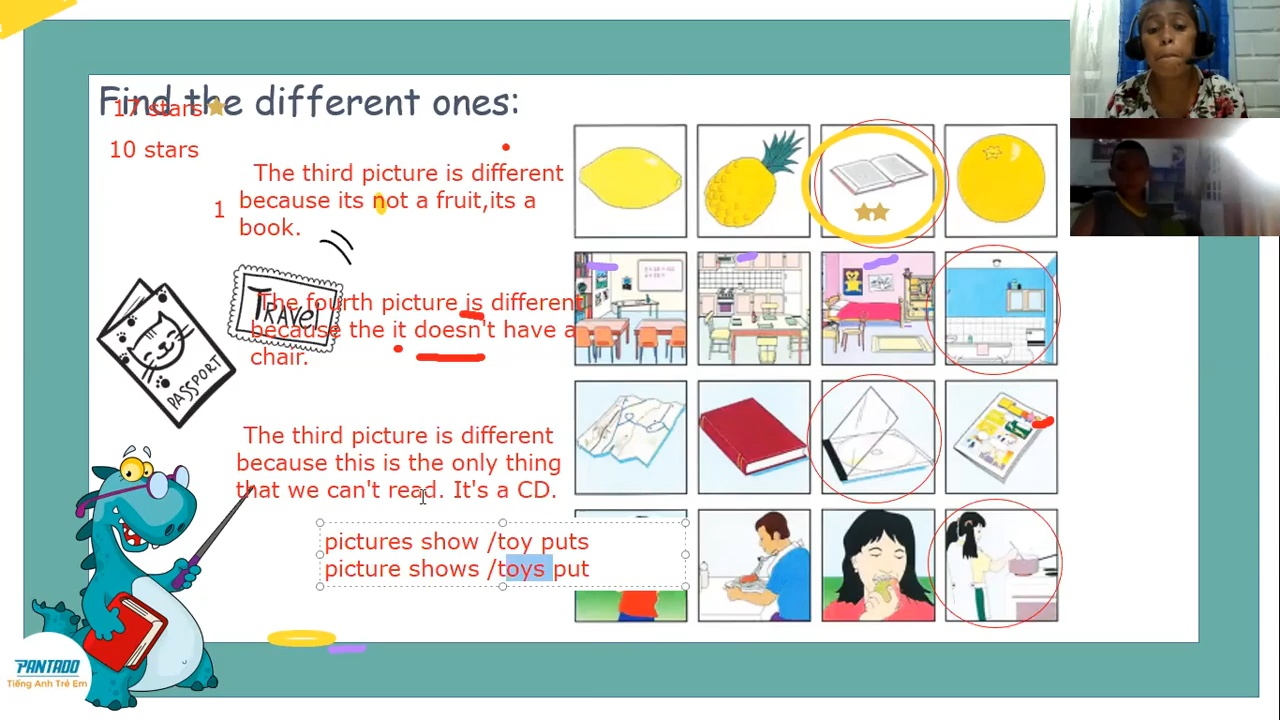 Find the different ones:
17 stars
10 stars
The third picture is different
because its not a fruit,its a
book.
1
TRAVEL
PASSPORT
The fourth picture is different
because the it doesn't have a
chair.
The third picture is different
because this is the only thing
that we can't read. It's a CD.
pictures show /toy puts
picture shows /toys put
PANTADO
Tiếng Anh Trẻ Em